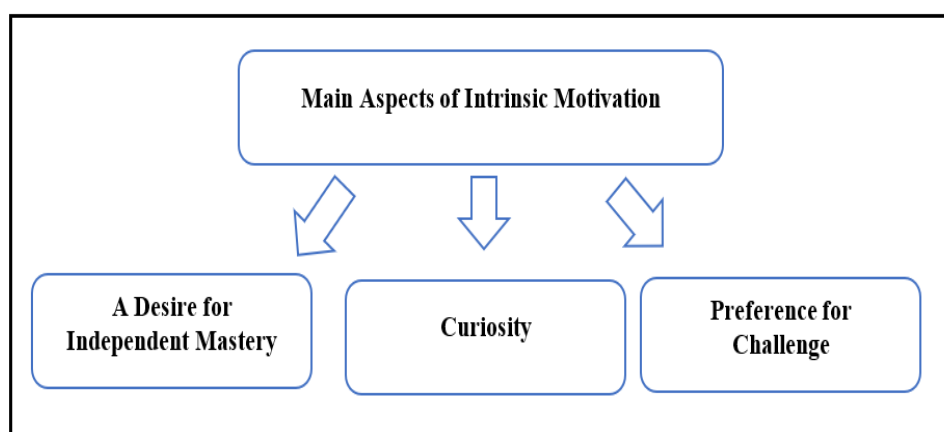 Main Aspects of Intrinsic Motivation
A Desire for
Independent Mastery
Curiosity
Preference for
Challenge